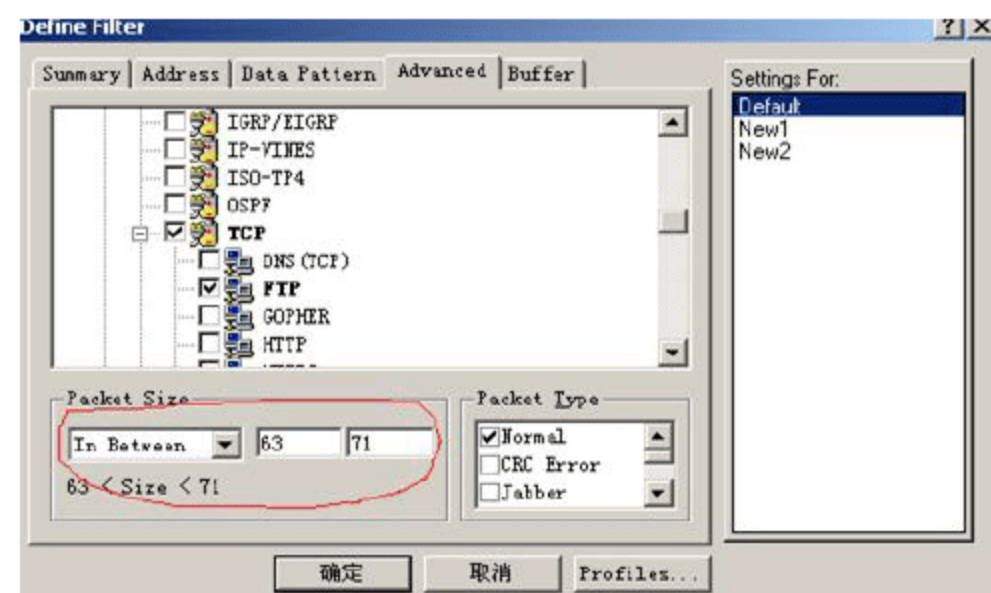 Define Filter
Summary Address Data Pattern Advanced Buffer
Settings For:
Default
New1
New2
IGRP/EIGRP
IP-VINES
ISO-TP4
OSPF
TCP
DNS (TCP)
FTP
GOPHER
HTTP
Packet Size
In Between 63 71
63 < Size < 71
Packet Type
Normal
CRC Error
Jabber
确定 取消 Profiles...